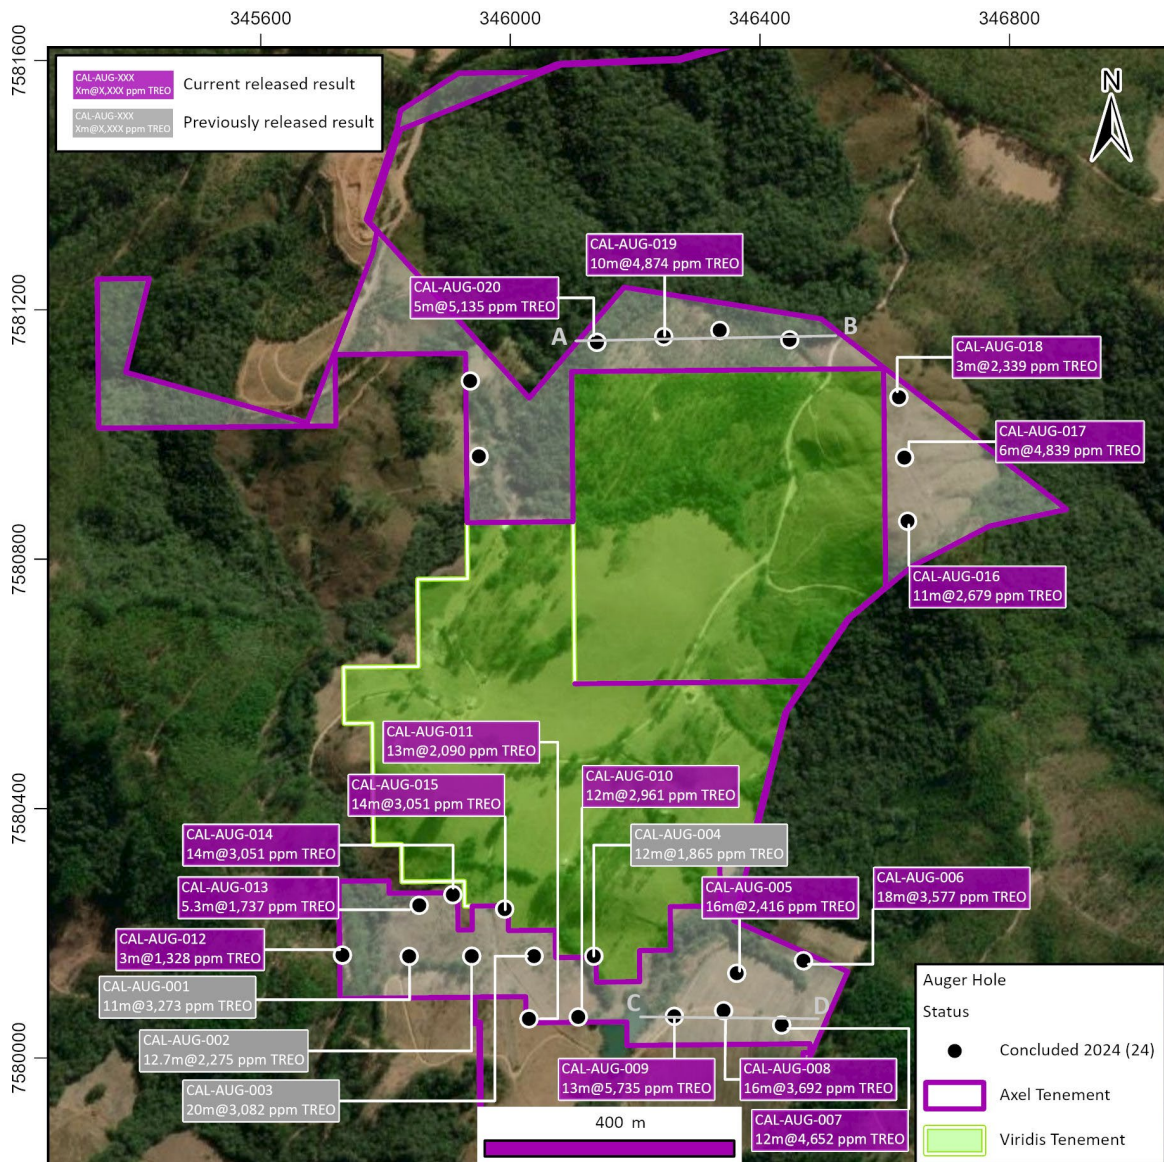 345600
346000
346400
346800
7581600
7581200
7580800
7580400
7580000
CAL-AUG-XXX
Xm@X,XXX ppm TREO
Current released result
CAL-AUG-XXX
Xm@X,XXX ppm TREO
Previously released result
N
CAL-AUG-019
10m@4,874 ppm TREO
CAL-AUG-020
5m@5,135 ppm TREO
A
B
CAL-AUG-018
3m@2,339 ppm TREO
CAL-AUG-017
6m@4,839 ppm TREO
CAL-AUG-016
11m@2,679 ppm TREO
CAL-AUG-011
13m@2,090 ppm TREO
CAL-AUG-015
14m@3,051 ppm TREO
CAL-AUG-010
12m@2,961 ppm TREO
CAL-AUG-014
14m@3,051 ppm TREO
CAL-AUG-004
12m@1,865 ppm TREO
CAL-AUG-013
5.3m@1,737 ppm TREO
CAL-AUG-005
16m@2,416 ppm TREO
CAL-AUG-006
18m@3,577 ppm TREO
CAL-AUG-012
3m@1,328 ppm TREO
CAL-AUG-001
11m@3,273 ppm TREO
C
D
CAL-AUG-002
12.7m@2,275 ppm TREO
CAL-AUG-003
20m@3,082 ppm TREO
CAL-AUG-009
13m@5,735 ppm TREO
CAL-AUG-008
16m@3,692 ppm TREO
CAL-AUG-007
12m@4,652 ppm TREO
400 m
Auger Hole
Status
Concluded 2024 (24)
Axel Tenement
Viridis Tenement